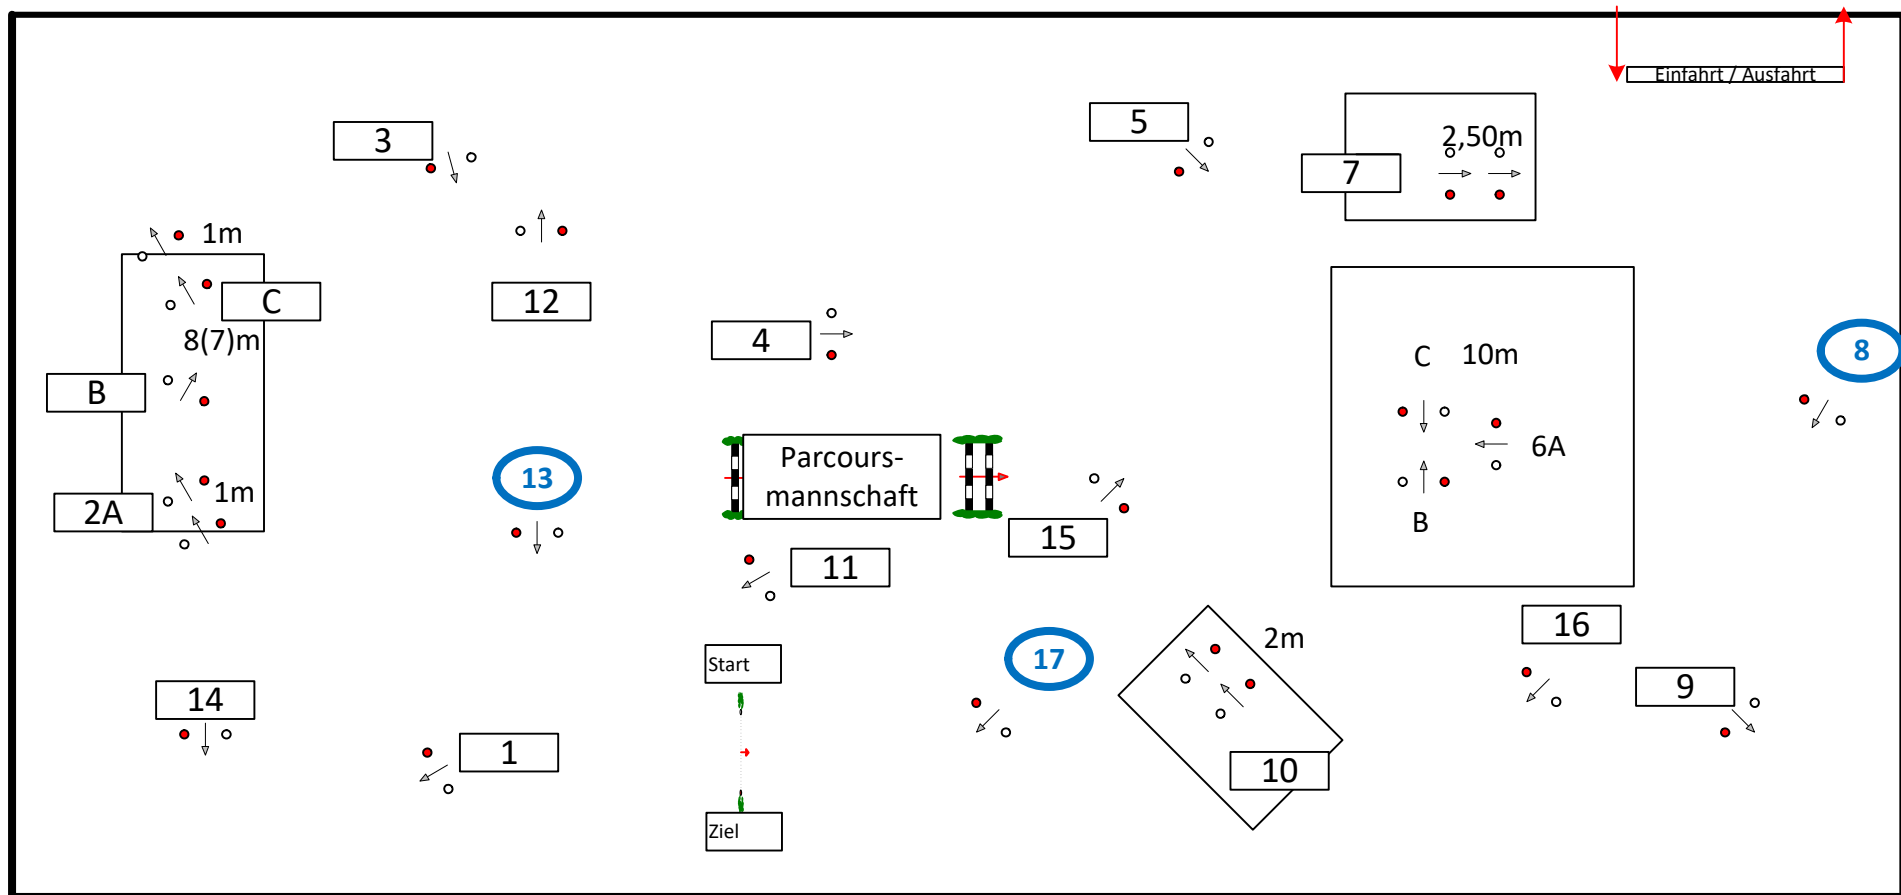 Einfahrt / Ausfahrt
3
5
2,50m
7
1m
C
12
8(7)m
4
8
C 10m
B
6A
13
Parcours-
mannschaft
1m
2A
B
15
11
16
2m
17
Start
9
14
1
10
Ziel